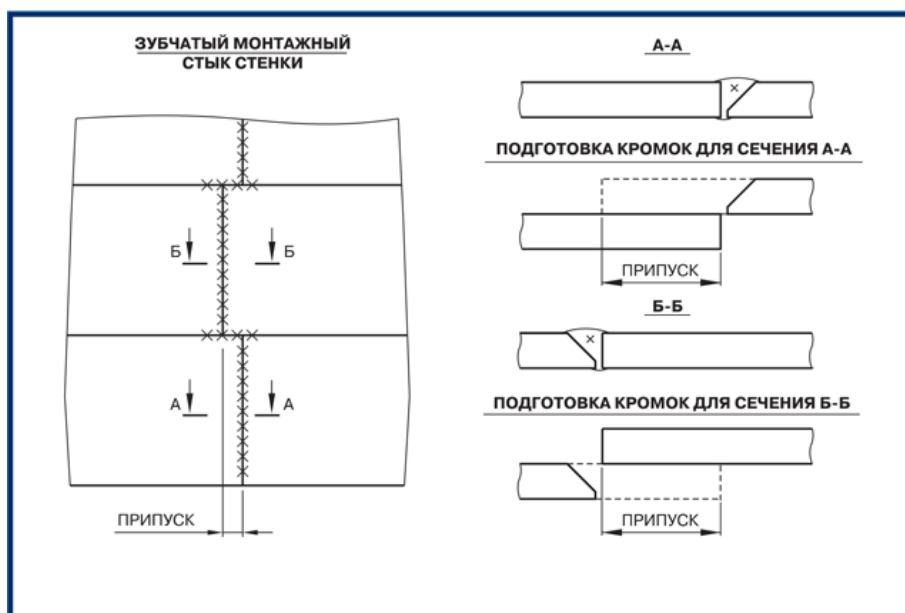 ЗУБЧАТЫЙ МОНТАЖНЫЙ
СТЫК СТЕНКИ
Б
Б
А
А
ПРИПУСК
А-А
ПОДГОТОВКА КРОМОК ДЛЯ СЕЧЕНИЯ А-А
ПРИПУСК
Б-Б
ПОДГОТОВКА КРОМОК ДЛЯ СЕЧЕНИЯ Б-Б
ПРИПУСК